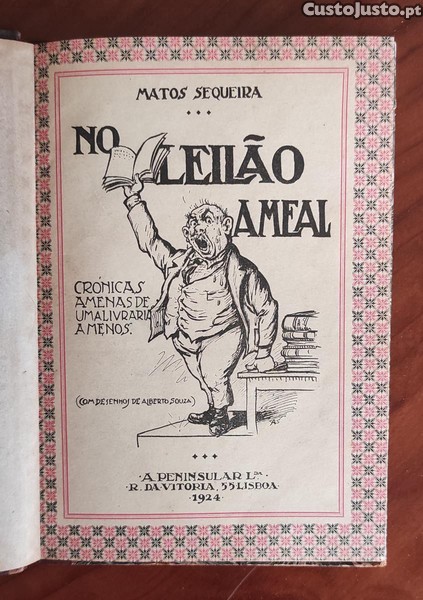 CustoJusto.pt
MATOS SEQUEIRA
NO LEILÃO
AMEAL
CRÓNICAS
AMENAS DE
UMA LIVRARIA
A MENOS.
(COM DESENHOS DE ALBERTO SOUZA)
A PENINSULAR LDA
R. DA VITORIA, 55 LISBOA
1924